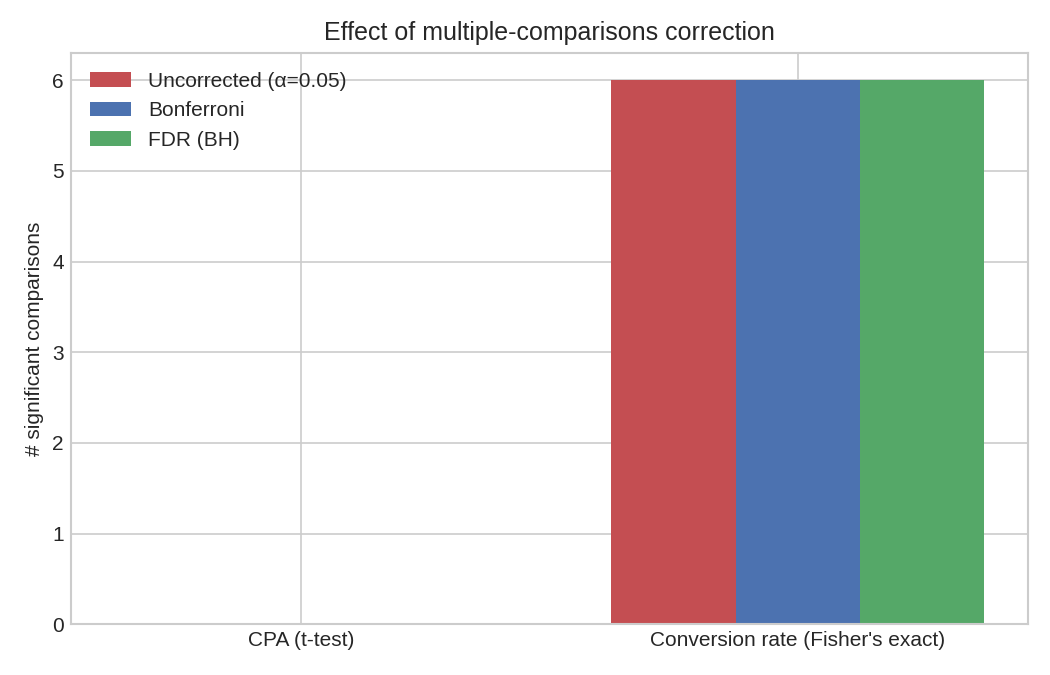 Effect of multiple-comparisons correction
Uncorrected (α=0.05)
Bonferroni
FDR (BH)
# significant comparisons
6
5
4
3
2
1
0
CPA (t-test)
Conversion rate (Fisher's exact)